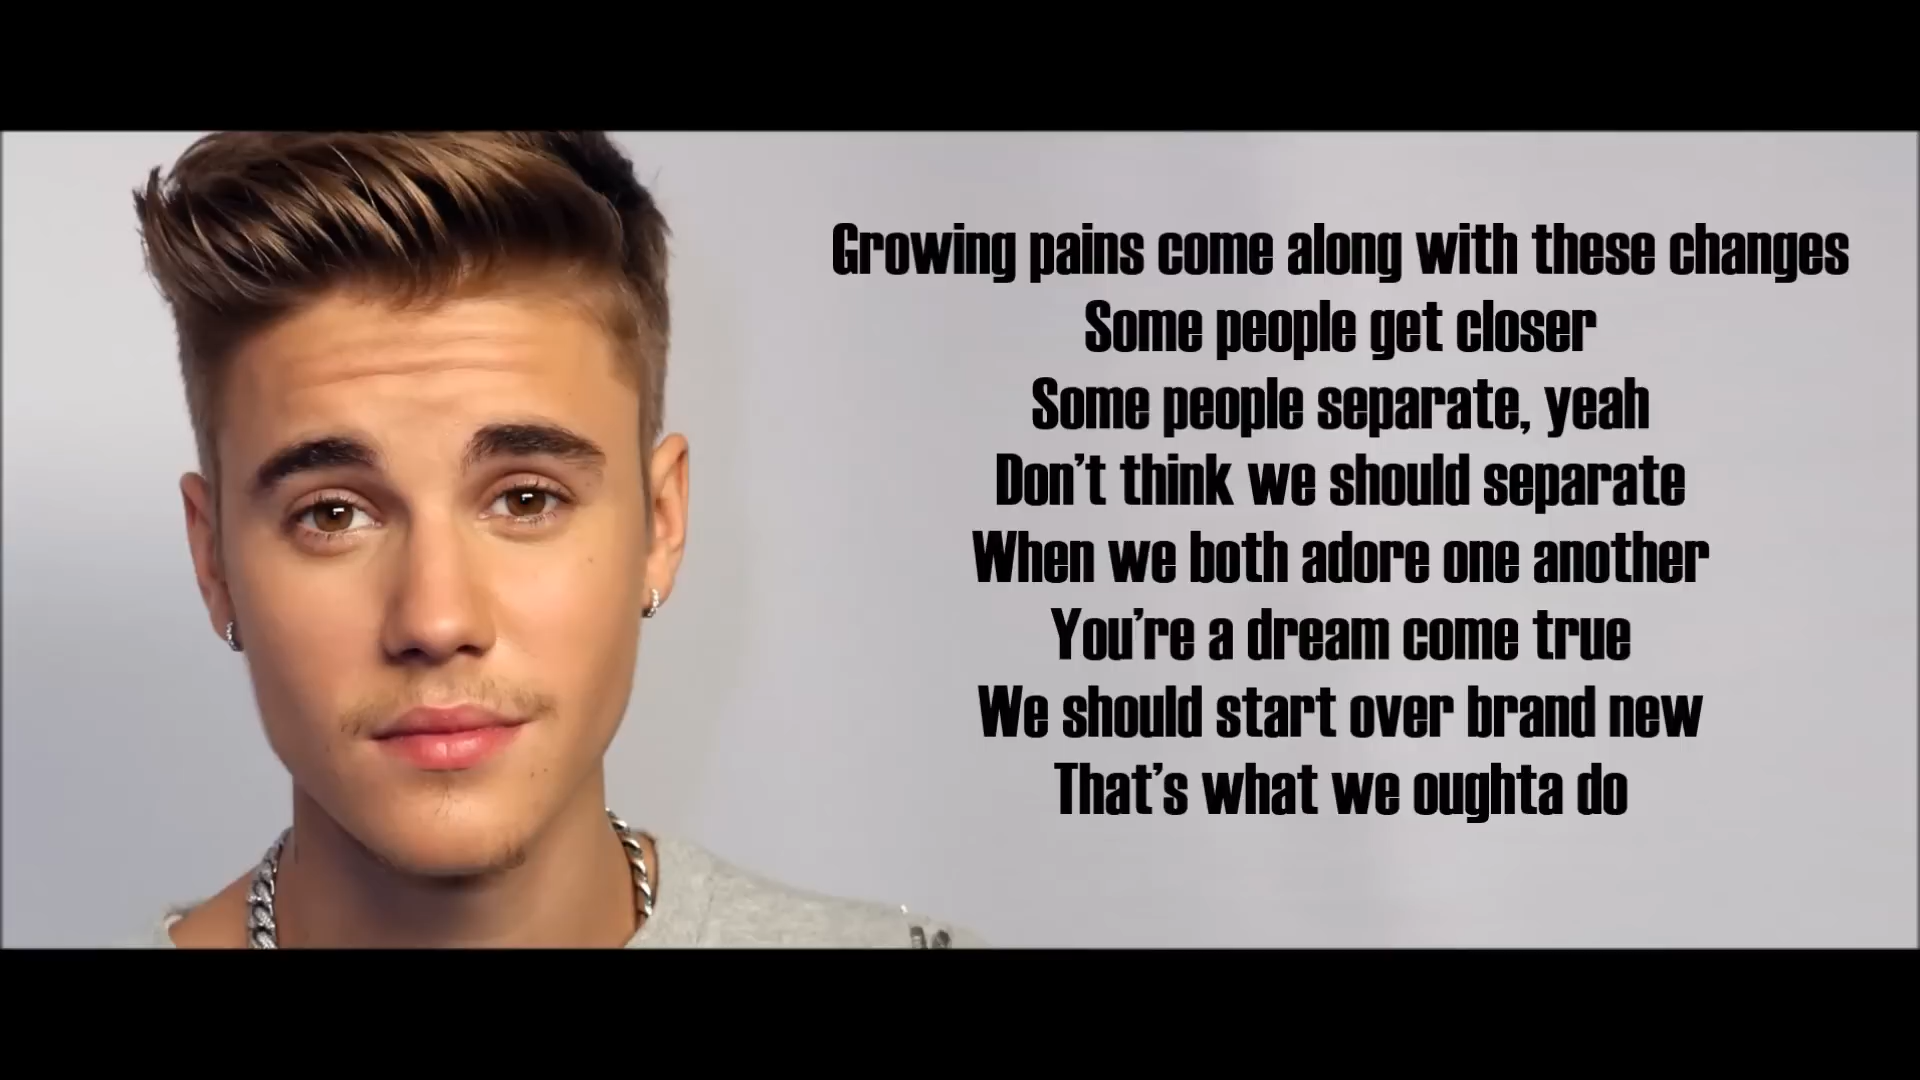 Growing pains come along with these changes
Some people get closer
Some people separate, yeah
Don't think we should separate
When we both adore one another
You're a dream come true
We should start over brand new
That's what we oughta do